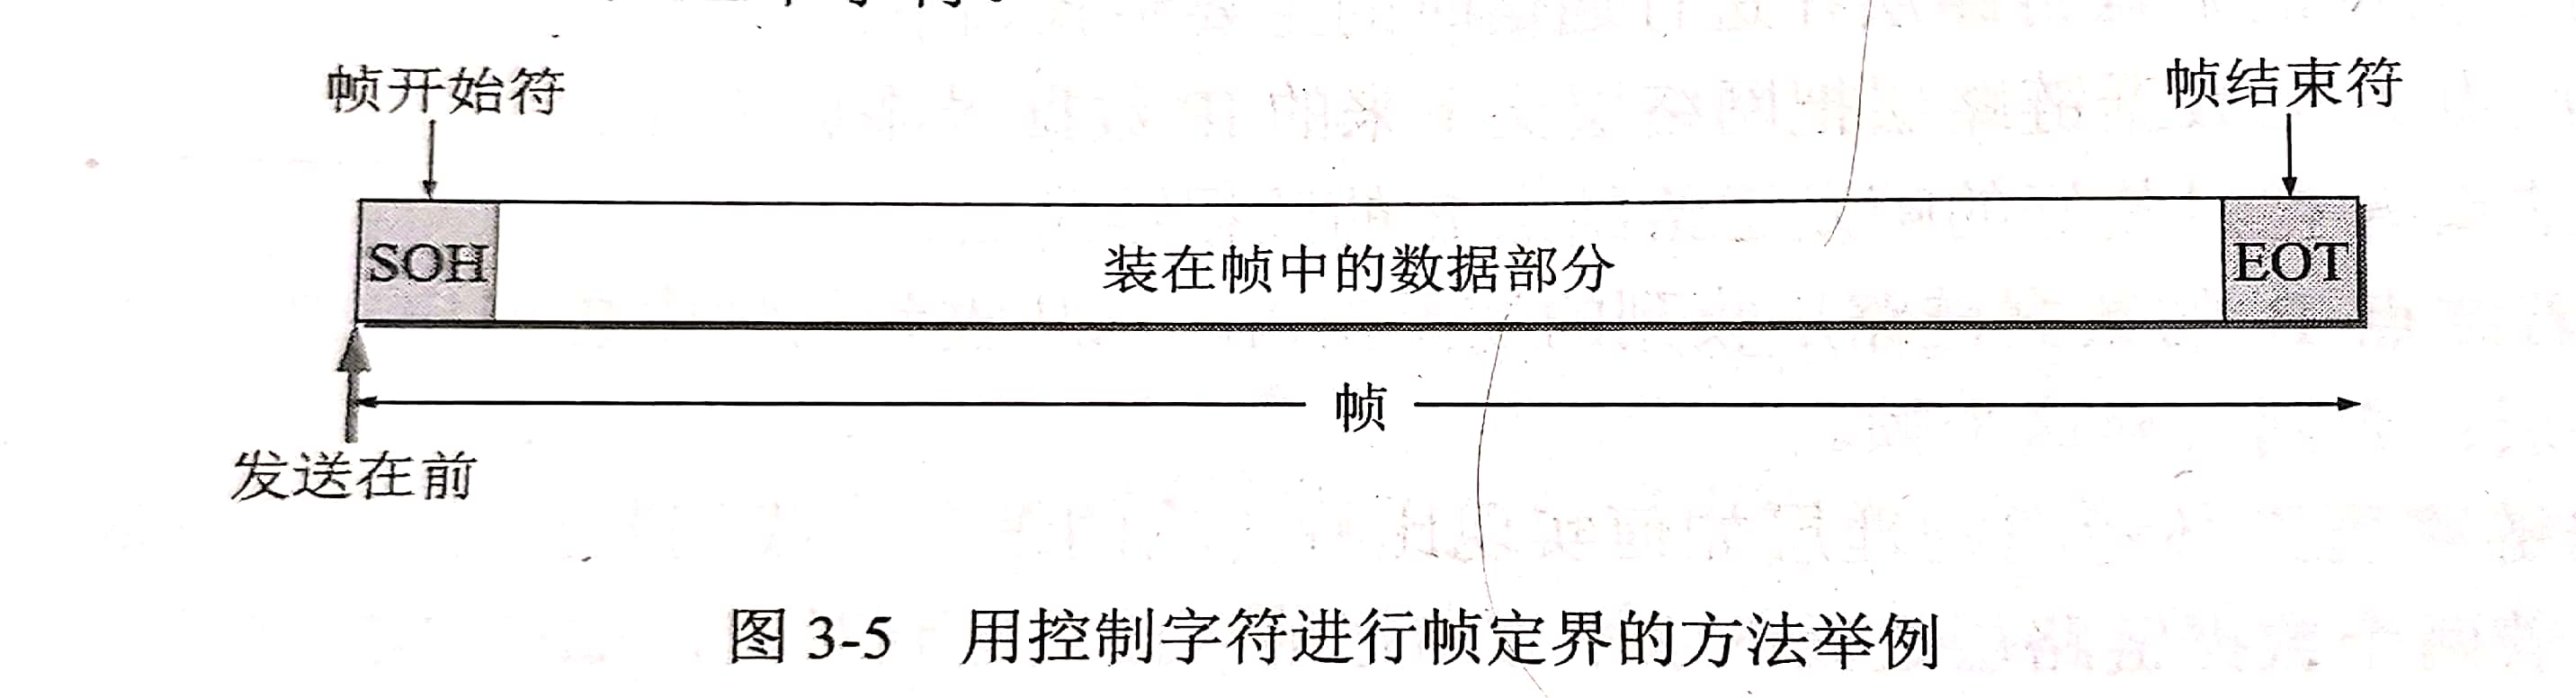 帧开始符
帧结束符
SOH
装在帧中的数据部分
EOT
帧
发送在前
图 3-5 用控制字符进行帧定界的方法举例